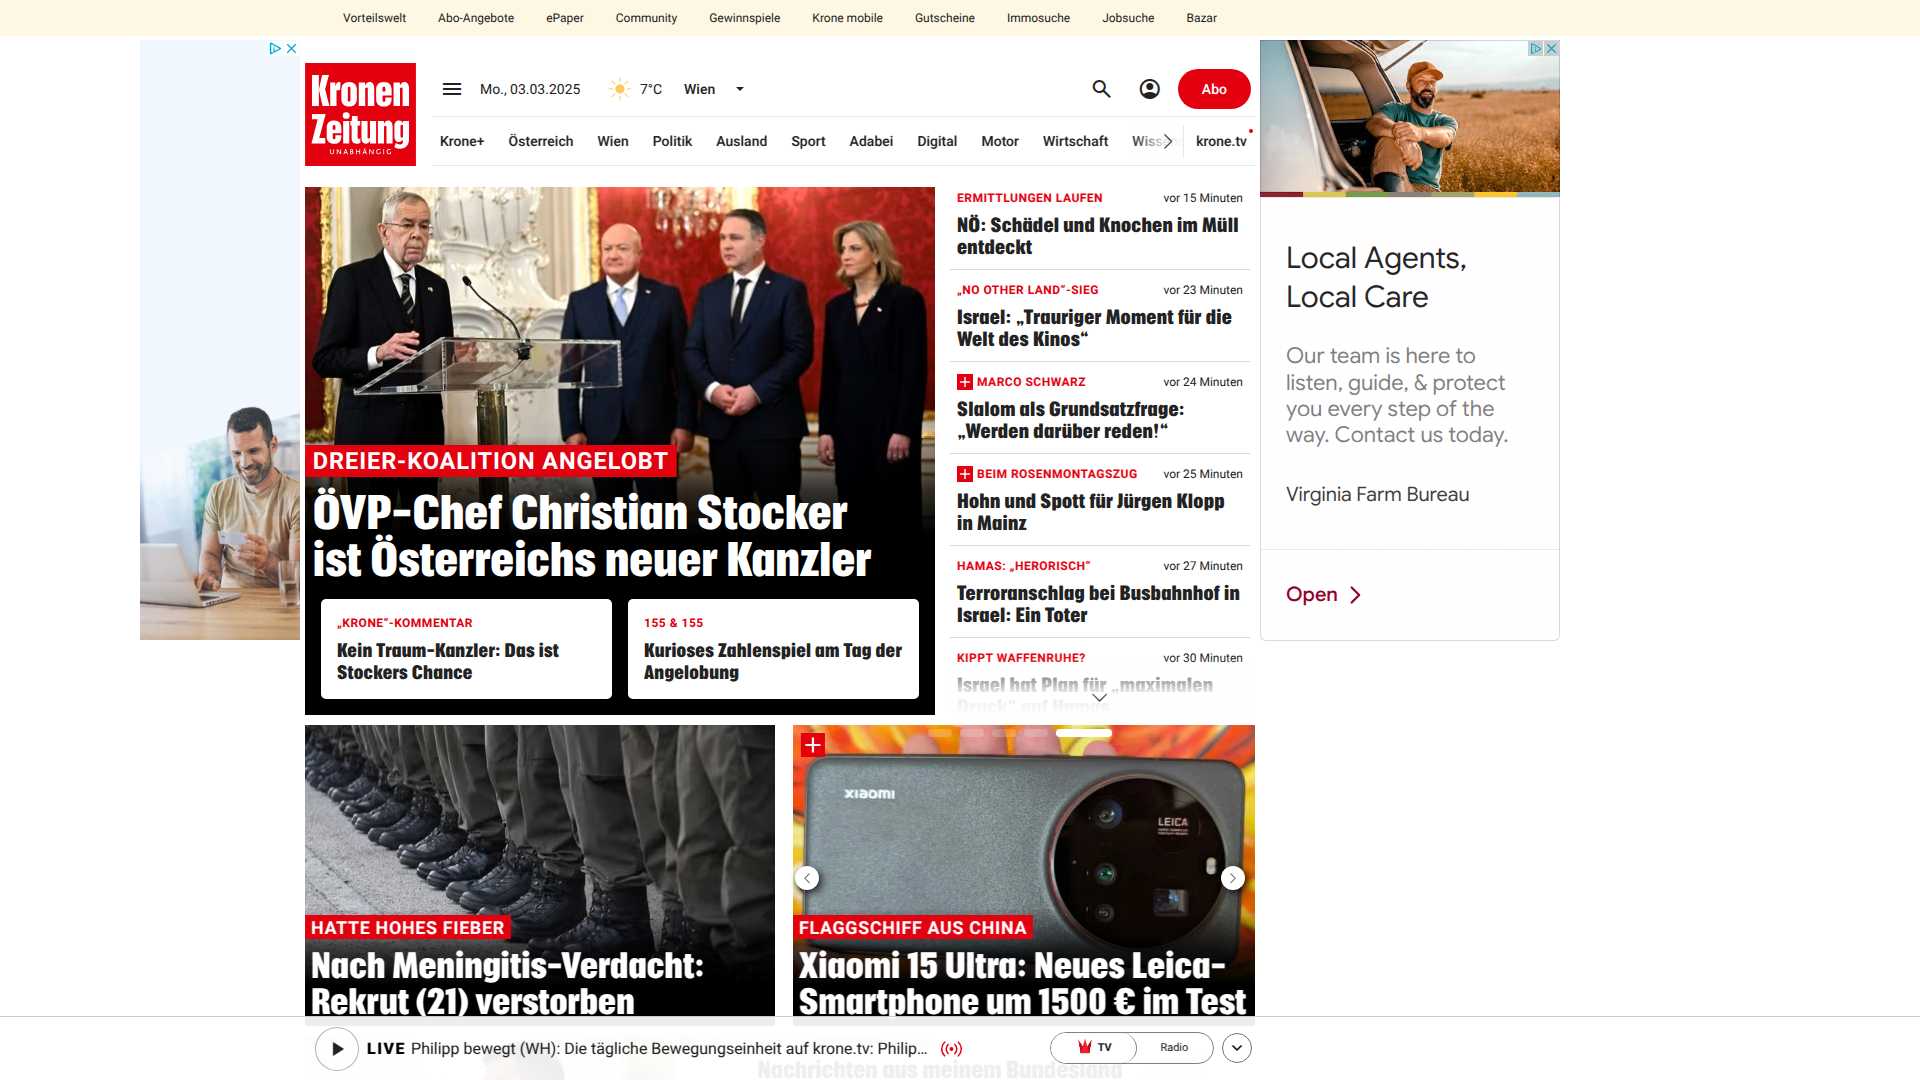 Vorteilswelt Abo-Angebote ePaper Community Gewinnspiele Krone mobile Gutscheine Immosuche Jobsuche Bazar
Kronen
Zeitung
UNABHÄNGIG
Mo., 03.03.2025 7°C Wien Abo
Krone+ Österreich Wien Politik Ausland Sport Adabei Digital Motor Wirtschaft krone.tv
DREIER-KOALITION ANGELOBT
ÖVP-Chef Christian Stocker
ist Österreichs neuer Kanzler
„KRONE“-KOMMENTAR
Kein Traum-Kanzler: Das ist
Stockers Chance
155 & 155
Kurioses Zahlenspiel am Tag der
Angelobung
ERMITTLUNGEN LAUFEN vor 15 Minuten
NÖ: Schädel und Knochen im Müll
entdeckt
„NO OTHER LAND“-SIEG vor 23 Minuten
Israel: „Trauriger Moment für die
Welt des Kinos“
MARCO SCHWARZ vor 24 Minuten
Slalom als Grundsatzfrage:
„Werden darüber reden!“
BEIM ROSENMONTAGSZUG vor 25 Minuten
Hohn und Spott für Jürgen Klopp
in Mainz
HAMAS: „HERORISCH“ vor 27 Minuten
Terroranschlag bei Busbahnhof in
Israel: Ein Toter
KIPPT WAFFENRUHE? vor 30 Minuten
Israel hat Plan für „maximalen
Druck“ auf Hamas
Local Agents,
Local Care
Our team is here to
listen, guide, & protect
you every step of the
way. Contact us today.
Virginia Farm Bureau
Open
HATTE HOHES FIEBER
Nach Meningitis-Verdacht:
Rekrut (21) verstorben
xiaomi
LEICA
FLAGGSCHIFF AUS CHINA
Xiaomi 15 Ultra: Neues Leica-
Smartphone um 1500 € im Test
LIVE Philipp bewegt (WH): Die tägliche Bewegungseinheit auf krone.tv: Philip... TV Radio
Nachrichten aus meinem Bundesland